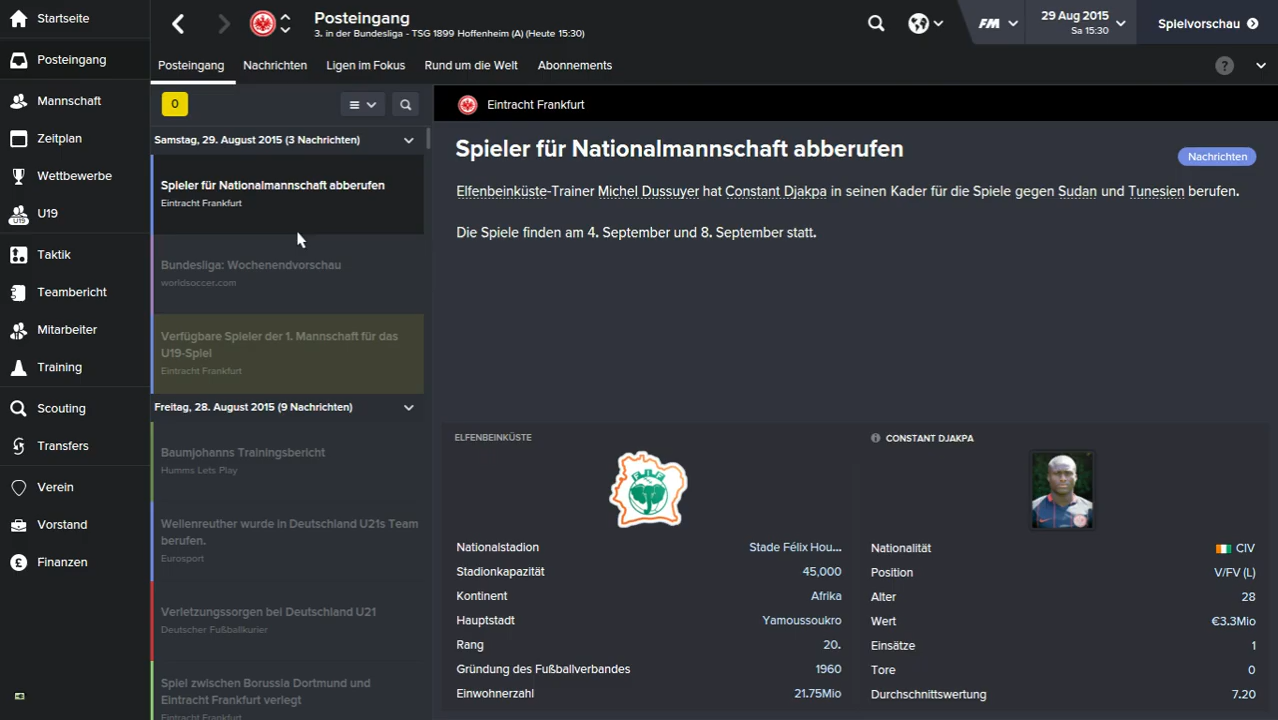 Startseite
Posteingang
Mannschaft
Zeitplan
Wettbewerbe
U19
U19
Taktik
Teambericht
Mitarbeiter
Training
Scouting
Transfers
Verein
Vorstand
Finanzen
Posteingang
3. in der Bundesliga - TSG 1899 Hoffenheim (A) (Heute 15:30)
FM
29 Aug 2015
Sa 15:30
Spielvorschau
Posteingang Nachrichten Ligen im Fokus Rund um die Welt Abonnements
?
0
Samstag, 29. August 2015 (3 Nachrichten)
Spieler für Nationalmannschaft abberufen
Eintracht Frankfurt
Bundesliga: Wochenendvorschau
worldsoccer.com
Verfügbare Spieler der 1. Mannschaft für das
U19-Spiel
Eintracht Frankfurt
Freitag, 28. August 2015 (9 Nachrichten)
Baumjohanns Trainingsbericht
Humms Lets Play
Wellenreuther wurde in Deutschland U21s Team
berufen.
Eurosport
Verletzungssorgen bei Deutschland U21
Deutscher Fußballkurier
Spiel zwischen Borussia Dortmund und
Eintracht Frankfurt verlegt
Eintracht Frankfurt
Eintracht Frankfurt
Spieler für Nationalmannschaft abberufen
Nachrichten
Elfenbeinküste-Trainer Michel Dussuyer hat Constant Djakpa in seinen Kader für die Spiele gegen Sudan und Tunesien berufen.
Die Spiele finden am 4. September und 8. September statt.
ELFENBEINKÜSTE
FIF
Nationalstadion Stade Félix Hou...
Stadionkapazität 45,000
Kontinent Afrika
Hauptstadt Yamoussoukro
Rang 20.
Gründung des Fußballverbandes 1960
Einwohnerzahl 21.75Mio
CONSTANT DJAKPA
Nationalität CIV
Position V/FV (L)
Alter 28
Wert €3.3Mio
Einsätze 1
Tore 0
Durchschnittswertung 7.20